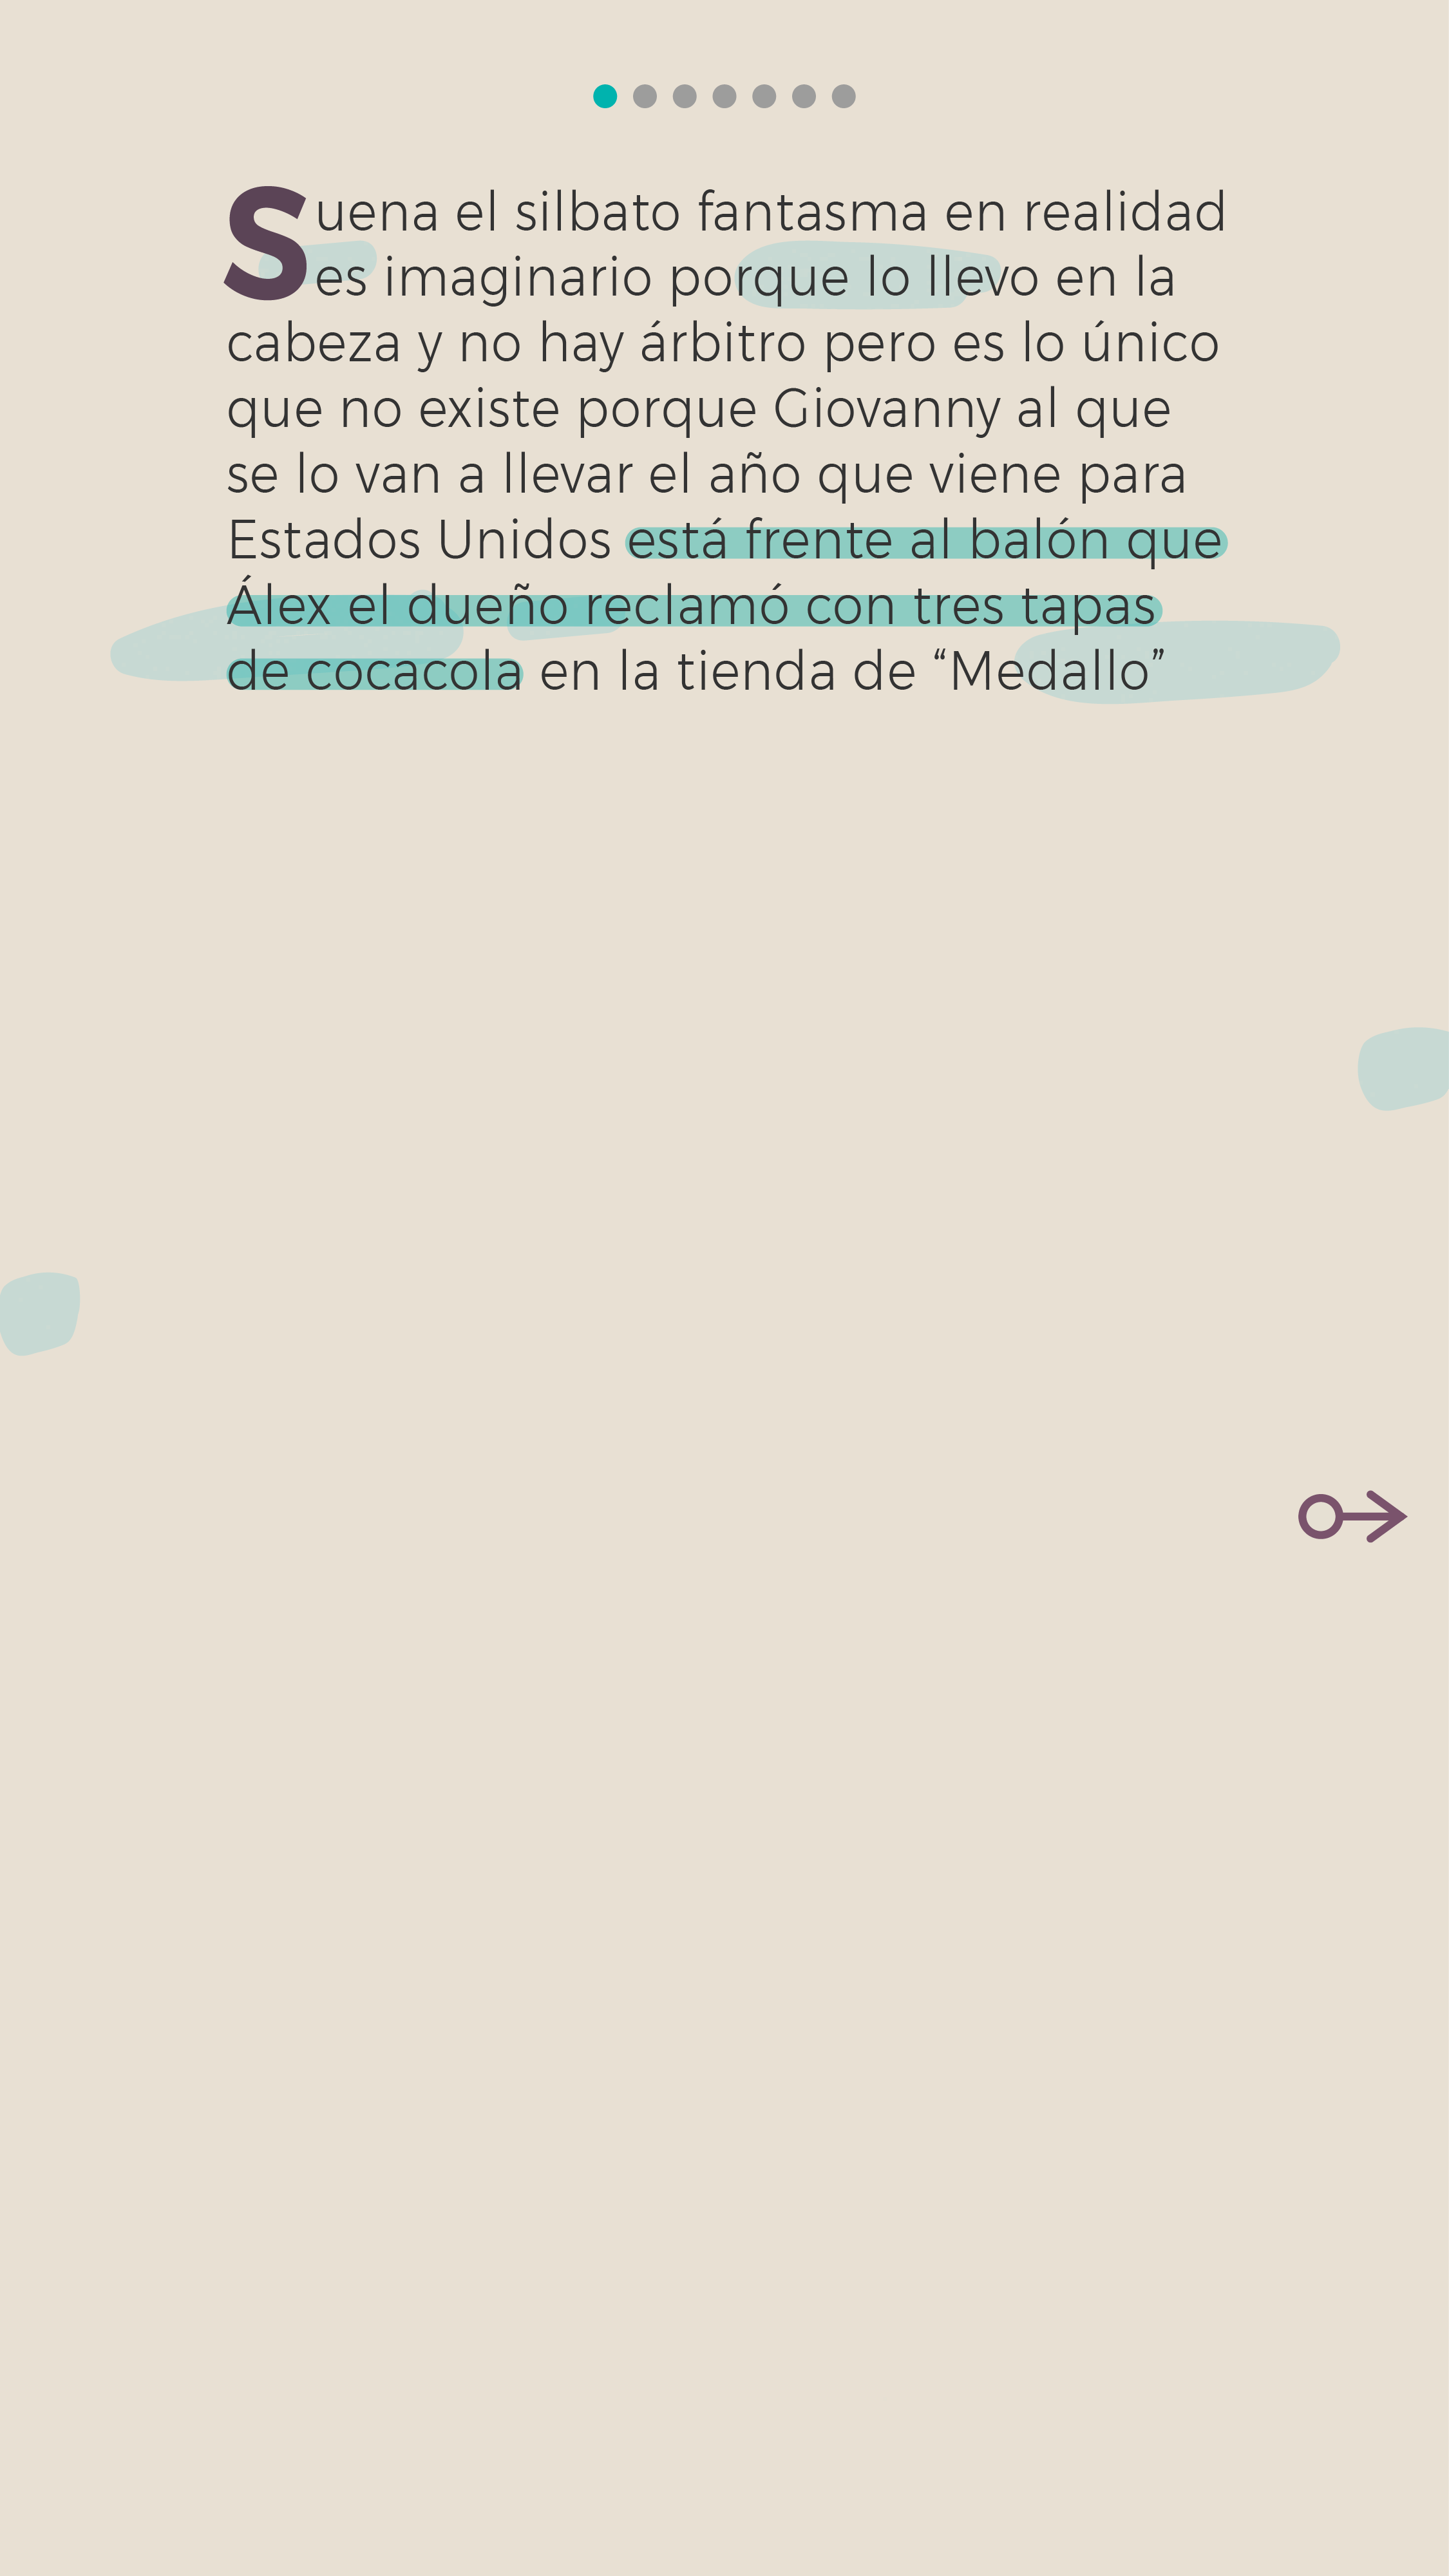 Suena el silbato fantasma en realidad
es imaginario porque lo llevo en la
cabeza y no hay árbitro pero es lo único
que no existe porque Giovanny al que
se lo van a llevar el año que viene para
Estados Unidos está frente al balón que
Álex el dueño reclamó con tres tapas
de cocacola en la tienda de “Medallo”